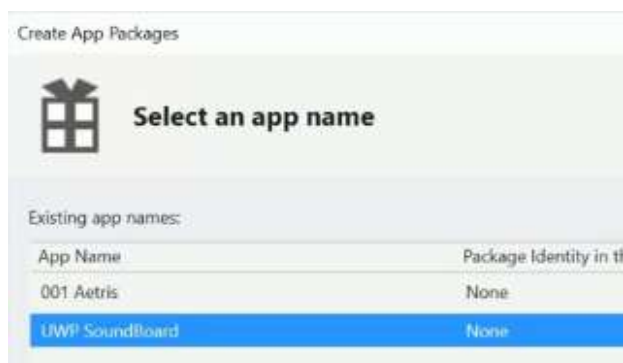 Create App Packages
Select an app name
Existing app names:
App Name Package Identity in th
001 Aetris None
UWP SoundBoard None